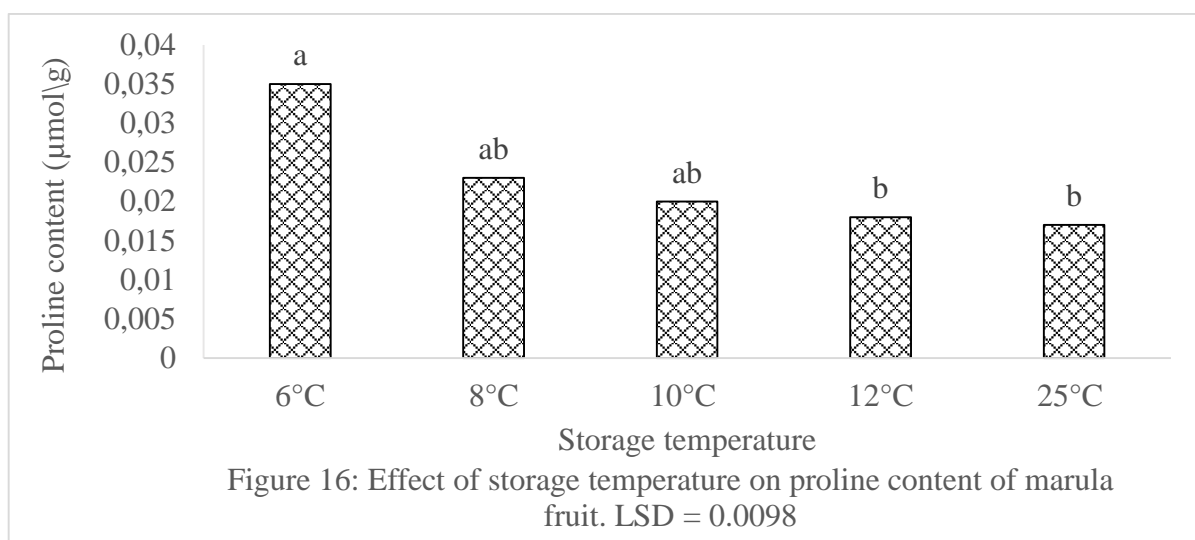 Proline content (µmol\g)
0,04
0,035
0,03
0,025
0,02
0,015
0,01
0,005
0
a
ab
ab
b
b
6°C
8°C
10°C
12°C
25°C
Storage temperature
Figure 16: Effect of storage temperature on proline content of marula
fruit. LSD = 0.0098